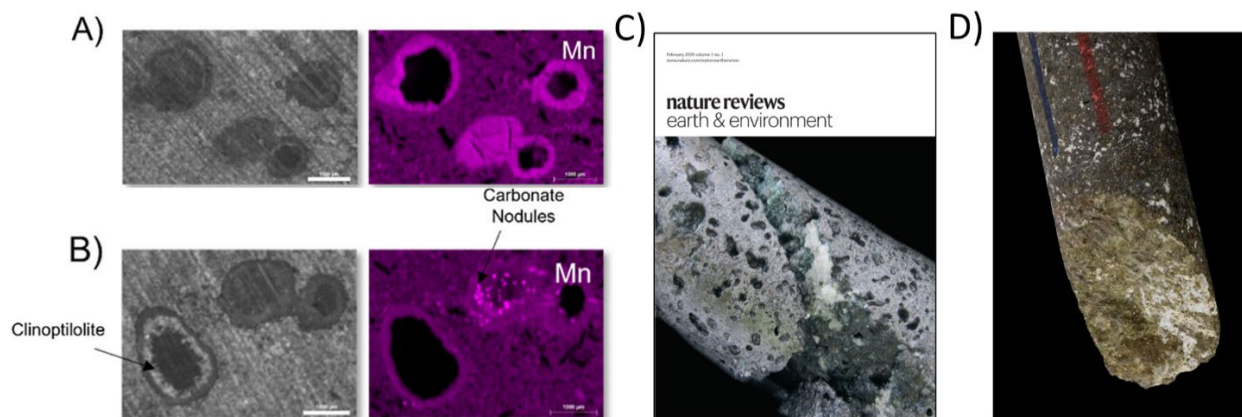 A)
Mn
1000 μm
Carbonate
Nodules
B)
Mn
Clinoptilolite
1000 μm
C)
nature reviews
earth & environment
D)